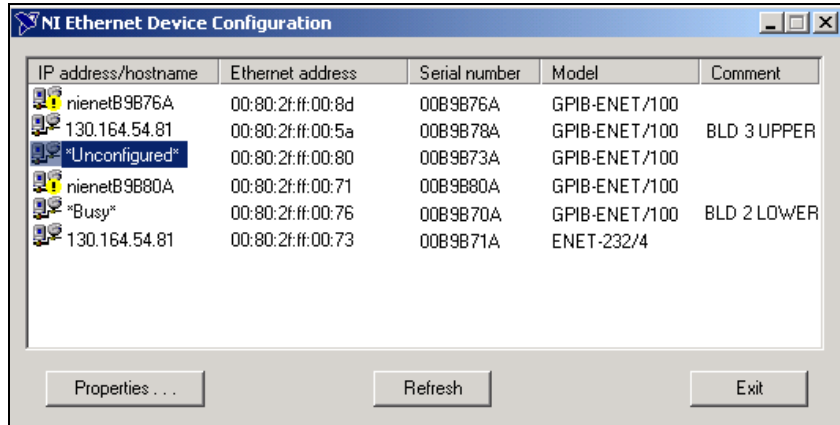 NI Ethernet Device Configuration
IP address/hostname Ethernet address Serial number Model Comment
nienetB9B76A 00:80:2f:ff:00:8d 00B9B76A GPIB-ENET/100
130.164.54.81 00:80:2f:ff:00:5a 00B9B78A GPIB-ENET/100 BLD 3 UPPER
*Unconfigured* 00:80:2f:ff:00:80 00B9B73A GPIB-ENET/100
nienetB9B80A 00:80:2f:ff:00:71 00B9B80A GPIB-ENET/100
*Busy* 00:80:2f:ff:00:76 00B9B70A GPIB-ENET/100 BLD 2 LOWER
130.164.54.81 00:80:2f:ff:00:73 00B9B71A ENET-232/4
Properties . . . Refresh Exit